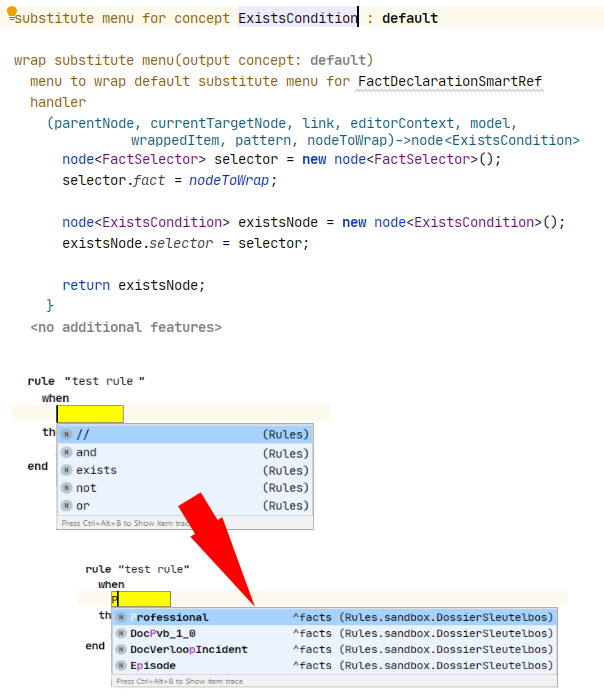 substitute menu for concept ExistsCondition : default
wrap substitute menu(output concept: default)
menu to wrap default substitute menu for FactDeclarationSmartRef
handler
(parentNode, currentTargetNode, link, editorContext, model,
wrappedItem, pattern, nodeToWrap)->node<ExistsCondition>
node<FactSelector> selector = new node<FactSelector>();
selector.fact = nodeToWrap;
node<ExistsCondition> existsNode = new node<ExistsCondition>();
existsNode.selector = selector;
return existsNode;
}
<no additional features>
rule "test rule "
when
th
N // (Rules)
N and (Rules)
N exists (Rules)
N not (Rules)
N or (Rules)
end
Press Ctrl+Alt+B to Show item trac
rule "test rule"
when
P
th
N Professional ^facts (Rules.sandbox.DossierSleutelbos)
N DocPvb_1_0 ^facts (Rules.sandbox.DossierSleutelbos)
N DocVerloopIncident ^facts (Rules.sandbox.DossierSleutelbos)
N Episode ^facts (Rules.sandbox.DossierSleutelbos)
end
Press Ctrl+Alt+B to Show item trace